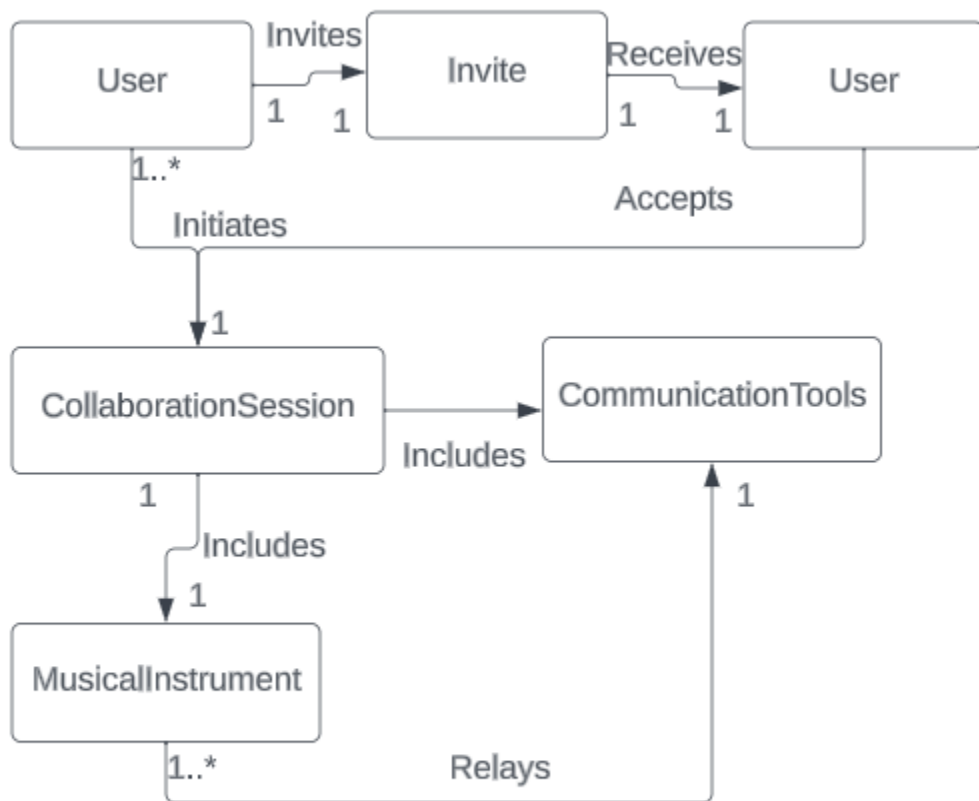 Invites
User
Invite
Receives
User
1
1
1
1
1..*
Accepts
Initiates
1
CollaborationSession
CommunicationTools
Includes
1
1
Includes
1
MusicalInstrument
1..*
Relays